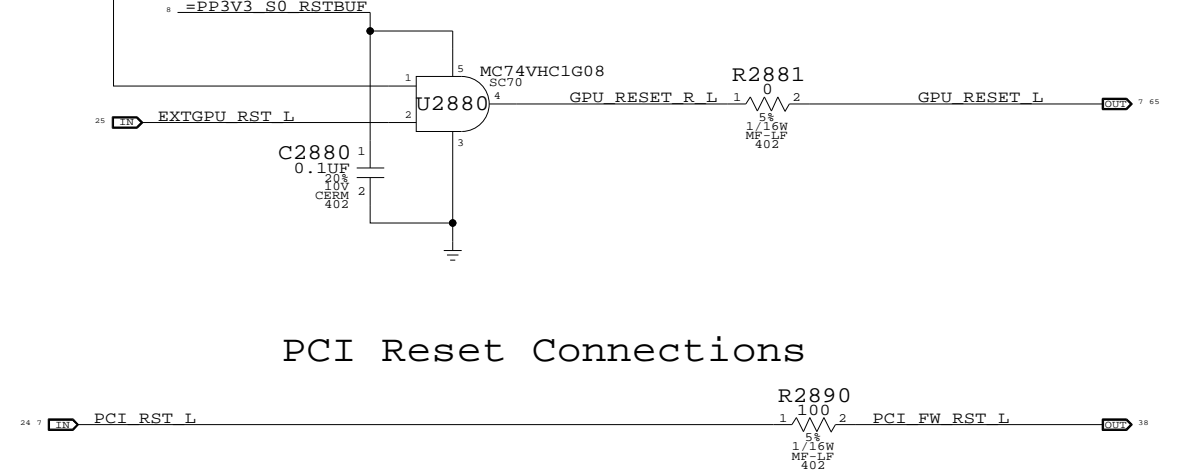 8 =PP3V3_S0_RSTBUF
5 MC74VHC1G08
SC70
1
U2880
4 GPU_RESET_R_L
R2881
0
1 2
5%
1/16W
MF-LF
402
GPU_RESET_L OUT 7 65
25 IN EXTGPU_RST_L 2
3
C2880 1
0.1UF
20%
10V
CERM
402
2
PCI Reset Connections
24 7 IN PCI_RST_L
R2890
100
1 2
5%
1/16W
MF-LF
402
PCI_FW_RST_L OUT 38